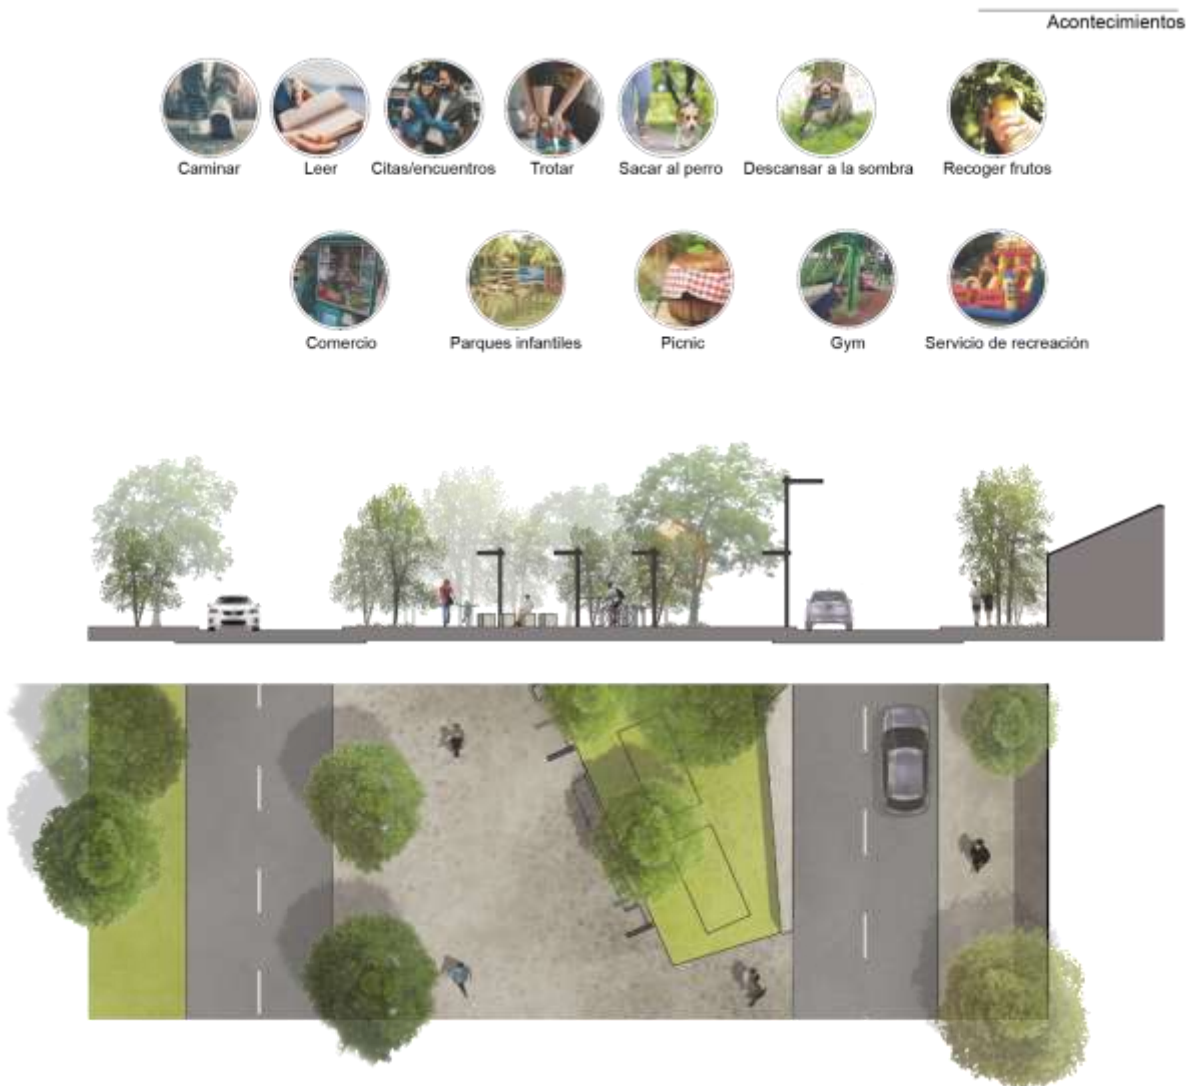 Acontecimientos
Caminar
Leer
Citas/encuentros
Trotar
Sacar al perro
Descansar a la sombra
Recoger frutos
Comercio
Parques infantiles
Picnic
Gym
Servicio de recreación